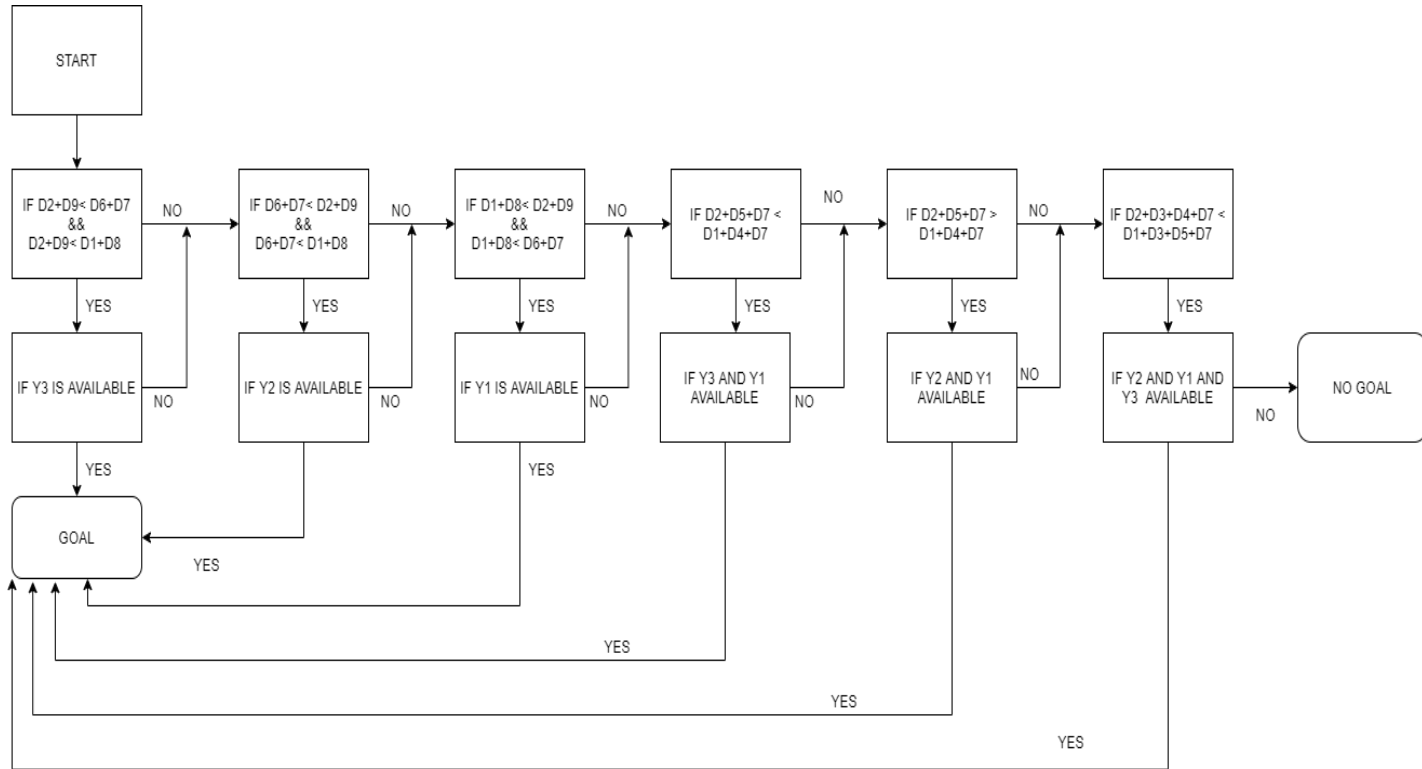 START
IF D2+D9< D6+D7
&&
D2+D9< D1+D8
NO
IF D6+D7< D2+D9
&&
D6+D7< D1+D8
NO
IF D1+D8< D2+D9
&&
D1+D8< D6+D7
NO
IF D2+D5+D7 <
D1+D4+D7
NO
IF D2+D5+D7 >
D1+D4+D7
NO
IF D2+D3+D4+D7 <
D1+D3+D5+D7
YES
YES
YES
YES
YES
YES
IF Y3 IS AVAILABLE
NO
IF Y2 IS AVAILABLE
NO
IF Y1 IS AVAILABLE
NO
IF Y3 AND Y1
AVAILABLE
NO
IF Y2 AND Y1
AVAILABLE
NO
IF Y2 AND Y1 AND
Y3 AVAILABLE
NO
NO GOAL
YES
YES
GOAL
YES
YES
YES
YES